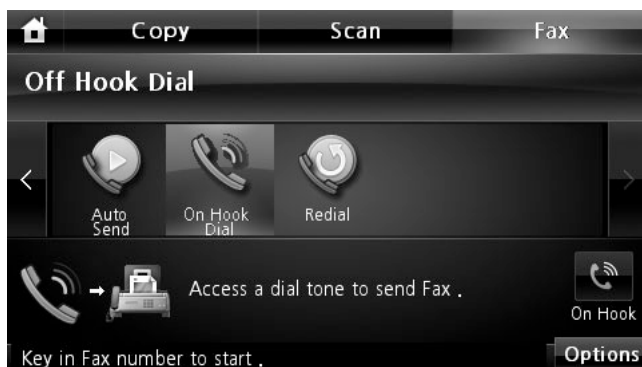 Copy Scan Fax
Off Hook Dial
Auto
Send
On Hook
Dial
Redial
Access a dial tone to send Fax .
On Hook
Key in Fax number to start .
Options